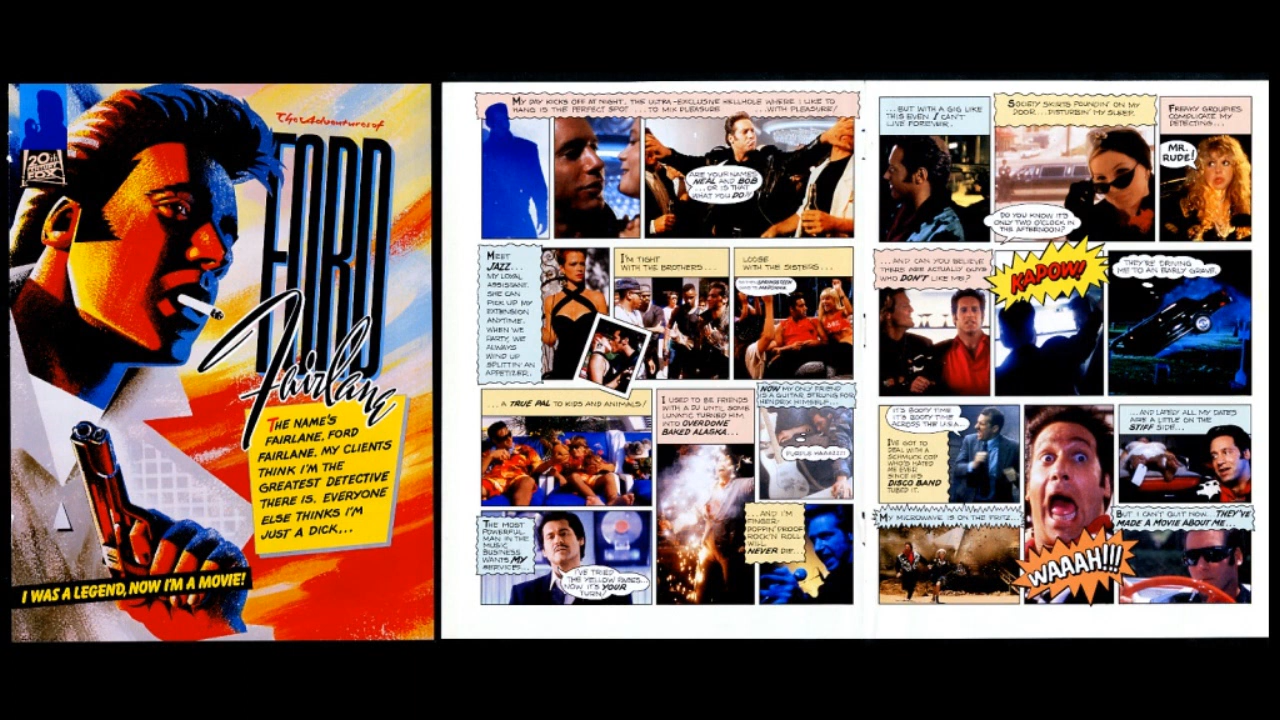 The Adventures of
FORD
Fairlane
20th
CENTURY
FOX
THE NAME'S
FAIRLANE, FORD
FAIRLANE. MY CLIENTS
THINK I'M THE
GREATEST DETECTIVE
THERE IS. EVERYONE
ELSE THINKS I'M
JUST A DICK...
I WAS A LEGEND, NOW I'M A MOVIE!
MY DAY KICKS OFF AT NIGHT. THE ULTRA-EXCLUSIVE HELLHOLE WHERE I LIKE TO
HANG IS THE PERFECT SPOT ...TO MIX PLEASURE ...WITH PLEASURE!
ARE YOUR NAMES
NEAL AND BOB
...OR IS THAT
WHAT YOU DO?
MEET
JAZZ...
MY LOYAL
ASSISTANT.
SHE CAN
PICK UP MY
EXTENSION
ANYTIME.
WHEN WE
PARTY, WE
ALWAYS
WIND UP
SPLITTIN' AN
APPETIZER.
I'M TIGHT
WITH THE BROTHERS...
LOOSE
WITH THE SISTERS...
...A TRUE PAL TO KIDS AND ANIMALS!
I USED TO BE FRIENDS
WITH A DJ UNTIL SOME
LUNATIC TURNED HIM
INTO OVERDONE
BAKED ALASKA...
NOW MY ONLY FRIEND
IS A GUITAR STRUNG FOR
HENDRIX HIMSELF...
PURPLE HAAAZE!!!
THE MOST
POWERFUL
MAN IN THE
MUSIC
BUSINESS
WANTS MY
SERVICES...
I'VE TRIED
THE YELLOW PAGES...
NOW IT'S YOUR
TURN!
...AND I'M
FINGER-
POPPIN' PROOF
ROCK'N ROLL
WILL
NEVER DIE...
...BUT WITH A GIG LIKE
THIS EVEN I CAN'T
LIVE FOREVER.
SOCIETY SKIRTS POUNDIN' ON MY
DOOR... DISTURBIN' MY SLEEP.
DO YOU KNOW IT'S
ONLY TWO O'CLOCK IN
THE AFTERNOON?
FREAKY GROUPIES
COMPLICATE MY
DETECTING...
MR.
RUDE!
...AND CAN YOU BELIEVE
THERE ARE ACTUALLY GUYS
WHO DON'T LIKE ME?
KAPOW!
THEY'RE DRIVING
ME TO AN EARLY GRAVE.
IT'S BOOTY TIME
IT'S BOOTY TIME
ACROSS THE U.S.A...
I'VE GOT TO
DEAL WITH A
SCHMUCK COP
WHO'S HATED
ME EVER
SINCE HIS
DISCO BAND
TUBED IT.
...AND LATELY ALL MY DATES
ARE A LITTLE ON THE
STIFF SIDE...
MY MICROWAVE IS ON THE FRITZ...
WAAAH!!!
BUT I CAN'T QUIT NOW...THEY'VE
MADE A MOVIE ABOUT ME...